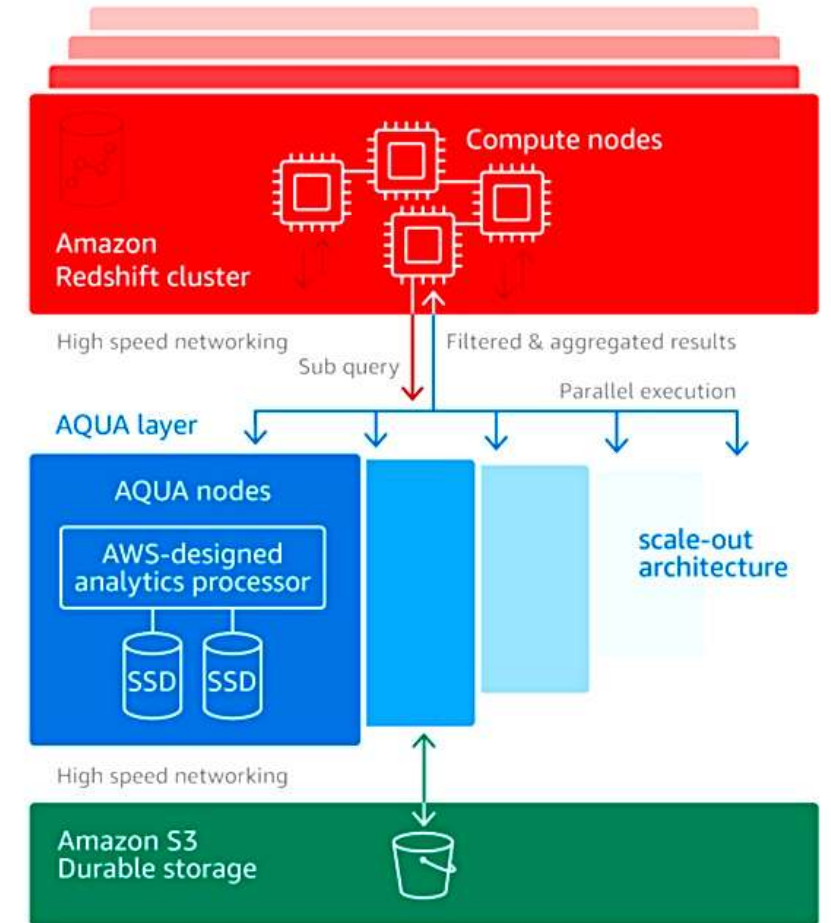 Compute nodes
Amazon
Redshift cluster
High speed networking
Filtered & aggregated results
Sub query
Parallel execution
AQUA layer
AQUA nodes
AWS-designed
analytics processor
SSD
SSD
scale-out
architecture
High speed networking
Amazon S3
Durable storage